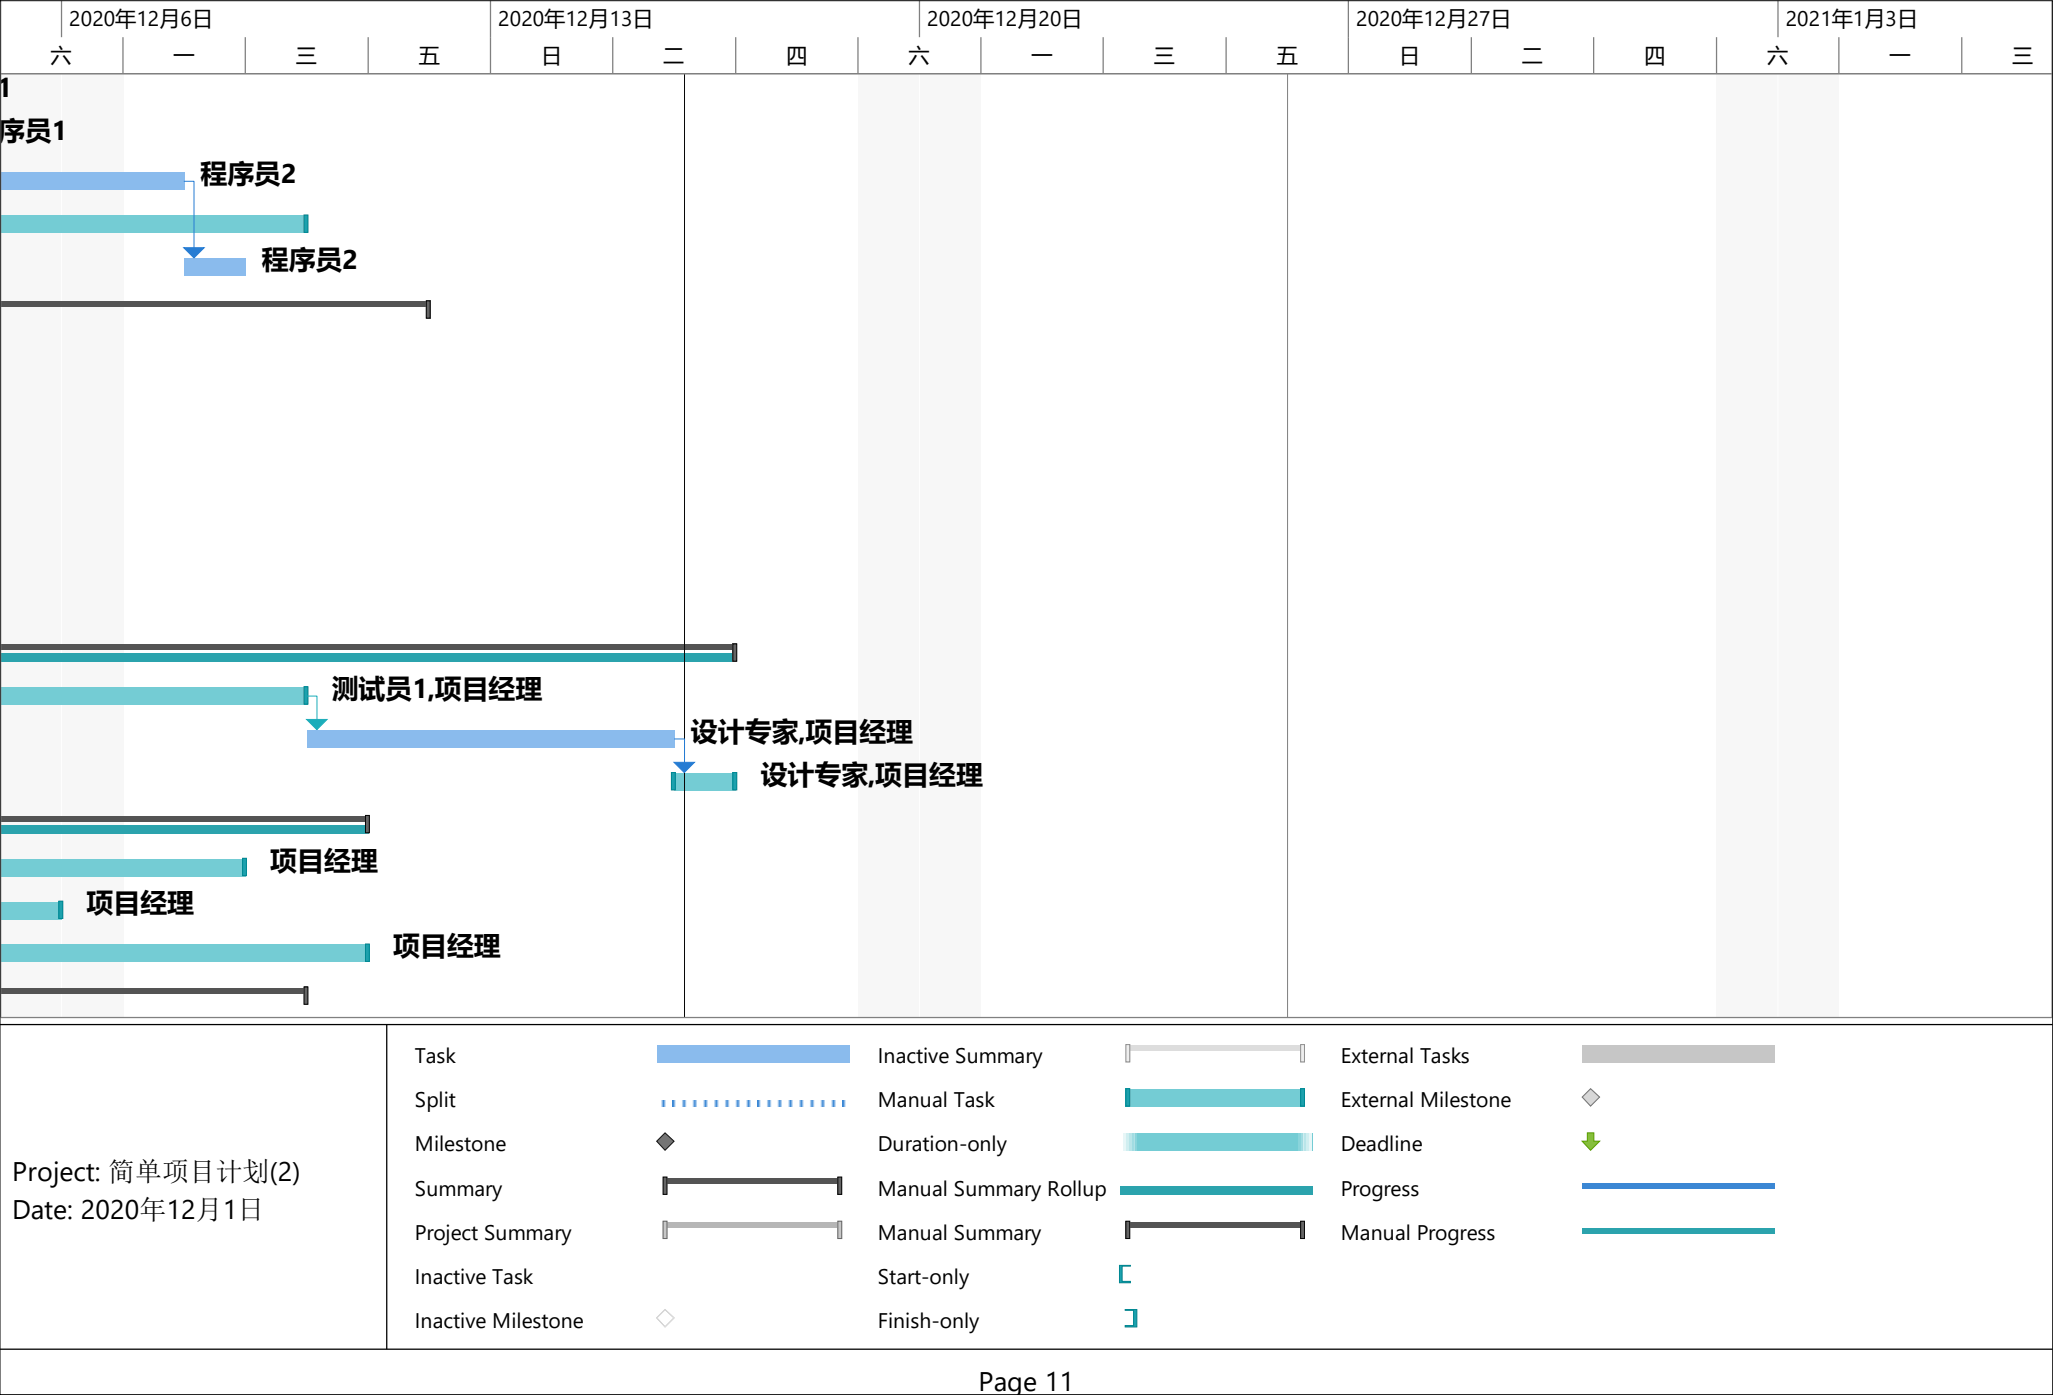 2020年12月6日 2020年12月13日 2020年12月20日 2020年12月27日 2021年1月3日
六 一 三 五 日 二 四 六 一 三 五 日 二 四 六 一 三
1
序员1
程序员2
程序员2
测试员1,项目经理
设计专家,项目经理
设计专家,项目经理
项目经理
项目经理
项目经理
Project: 简单项目计划(2)
Date: 2020年12月1日
Task
Split
Milestone
Summary
Project Summary
Inactive Task
Inactive Milestone
Inactive Summary
Manual Task
Duration-only
Manual Summary Rollup
Manual Summary
Start-only
Finish-only
External Tasks
External Milestone
Deadline
Progress
Manual Progress
Page 11